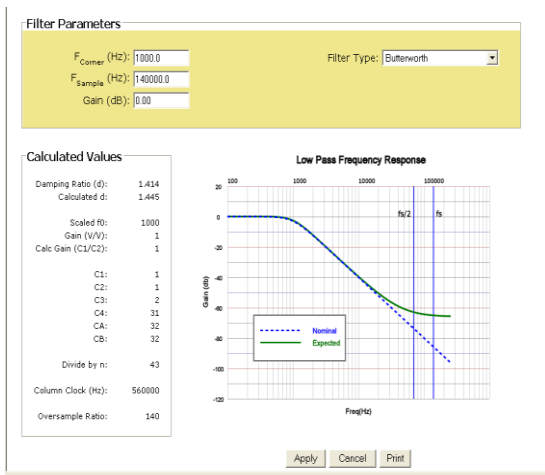 Filter Parameters
F Corner (Hz): 1000.0
Filter Type: Butterworth
F Sample (Hz): 140000.0
Gain (dB): 0.00
Calculated Values
Damping Ratio (d): 1.414
Calculated d: 1.445
Scaled f0: 1000
Gain (V/V): 1
Calc Gain (C1/C2): 1
C1: 1
C2: 1
C3: 2
C4: 31
CA: 32
CB: 32
Divide by n: 43
Column Clock (Hz): 560000
Oversample Ratio: 140
Low Pass Frequency Response
100 1000 10000 100000
20
0
-20
-40
-60
-80
-100
-120
Gain (db)
fs/2 fs
Nominal
Expected
Freq(Hz)
Apply Cancel Print